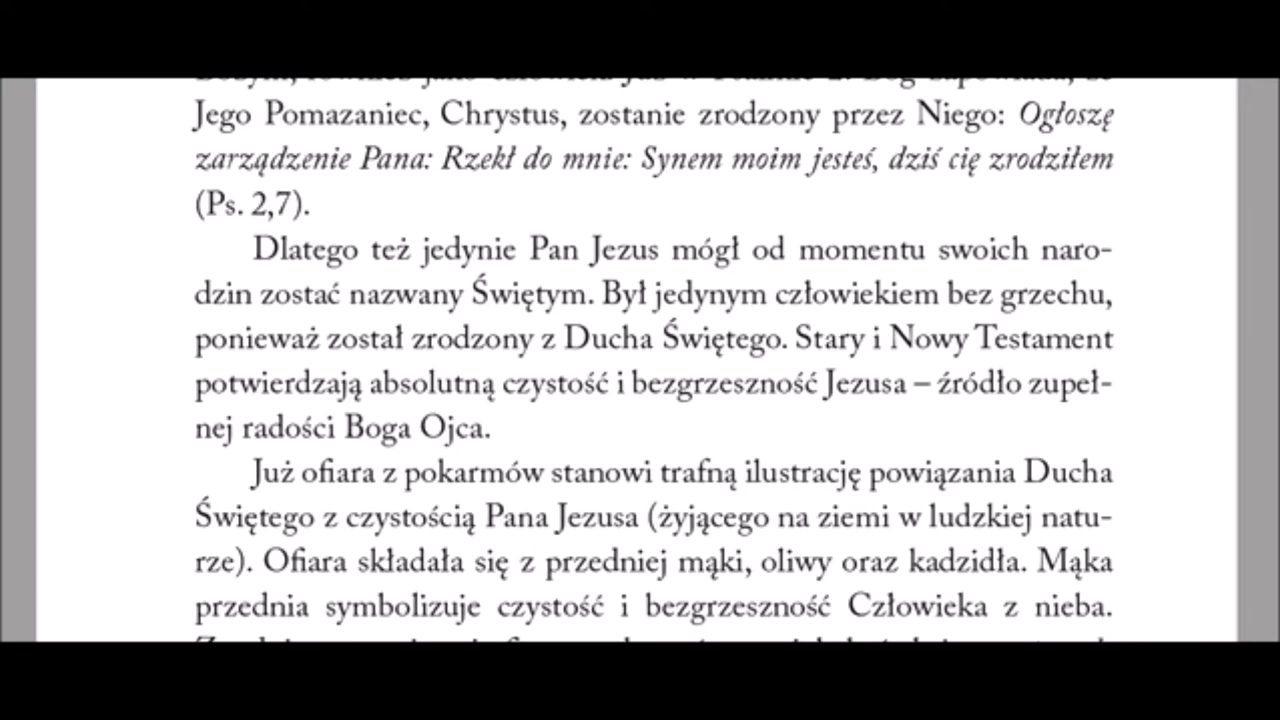 Jego Pomazaniec, Chrystus, zostanie zrodzony przez Niego: Ogłoszę
zarządzenie Pana: Rzekł do mnie: Synem moim jesteś, dziś cię zrodziłem
(Ps. 2,7).
Dlatego też jedynie Pan Jezus mógł od momentu swoich naro-
dzin zostać nazwany Świętym. Był jedynym człowiekiem bez grzechu,
ponieważ został zrodzony z Ducha Świętego. Stary i Nowy Testament
potwierdzają absolutną czystość i bezgrzeszność Jezusa – źródło zupeł-
nej radości Boga Ojca.
Już ofiara z pokarmów stanowi trafną ilustrację powiązania Ducha
Świętego z czystością Pana Jezusa (żyjącego na ziemi w ludzkiej natu-
rze). Ofiara składała się z przedniej mąki, oliwy oraz kadzidła. Mąka
przednia symbolizuje czystość i bezgrzeszność Człowieka z nieba.